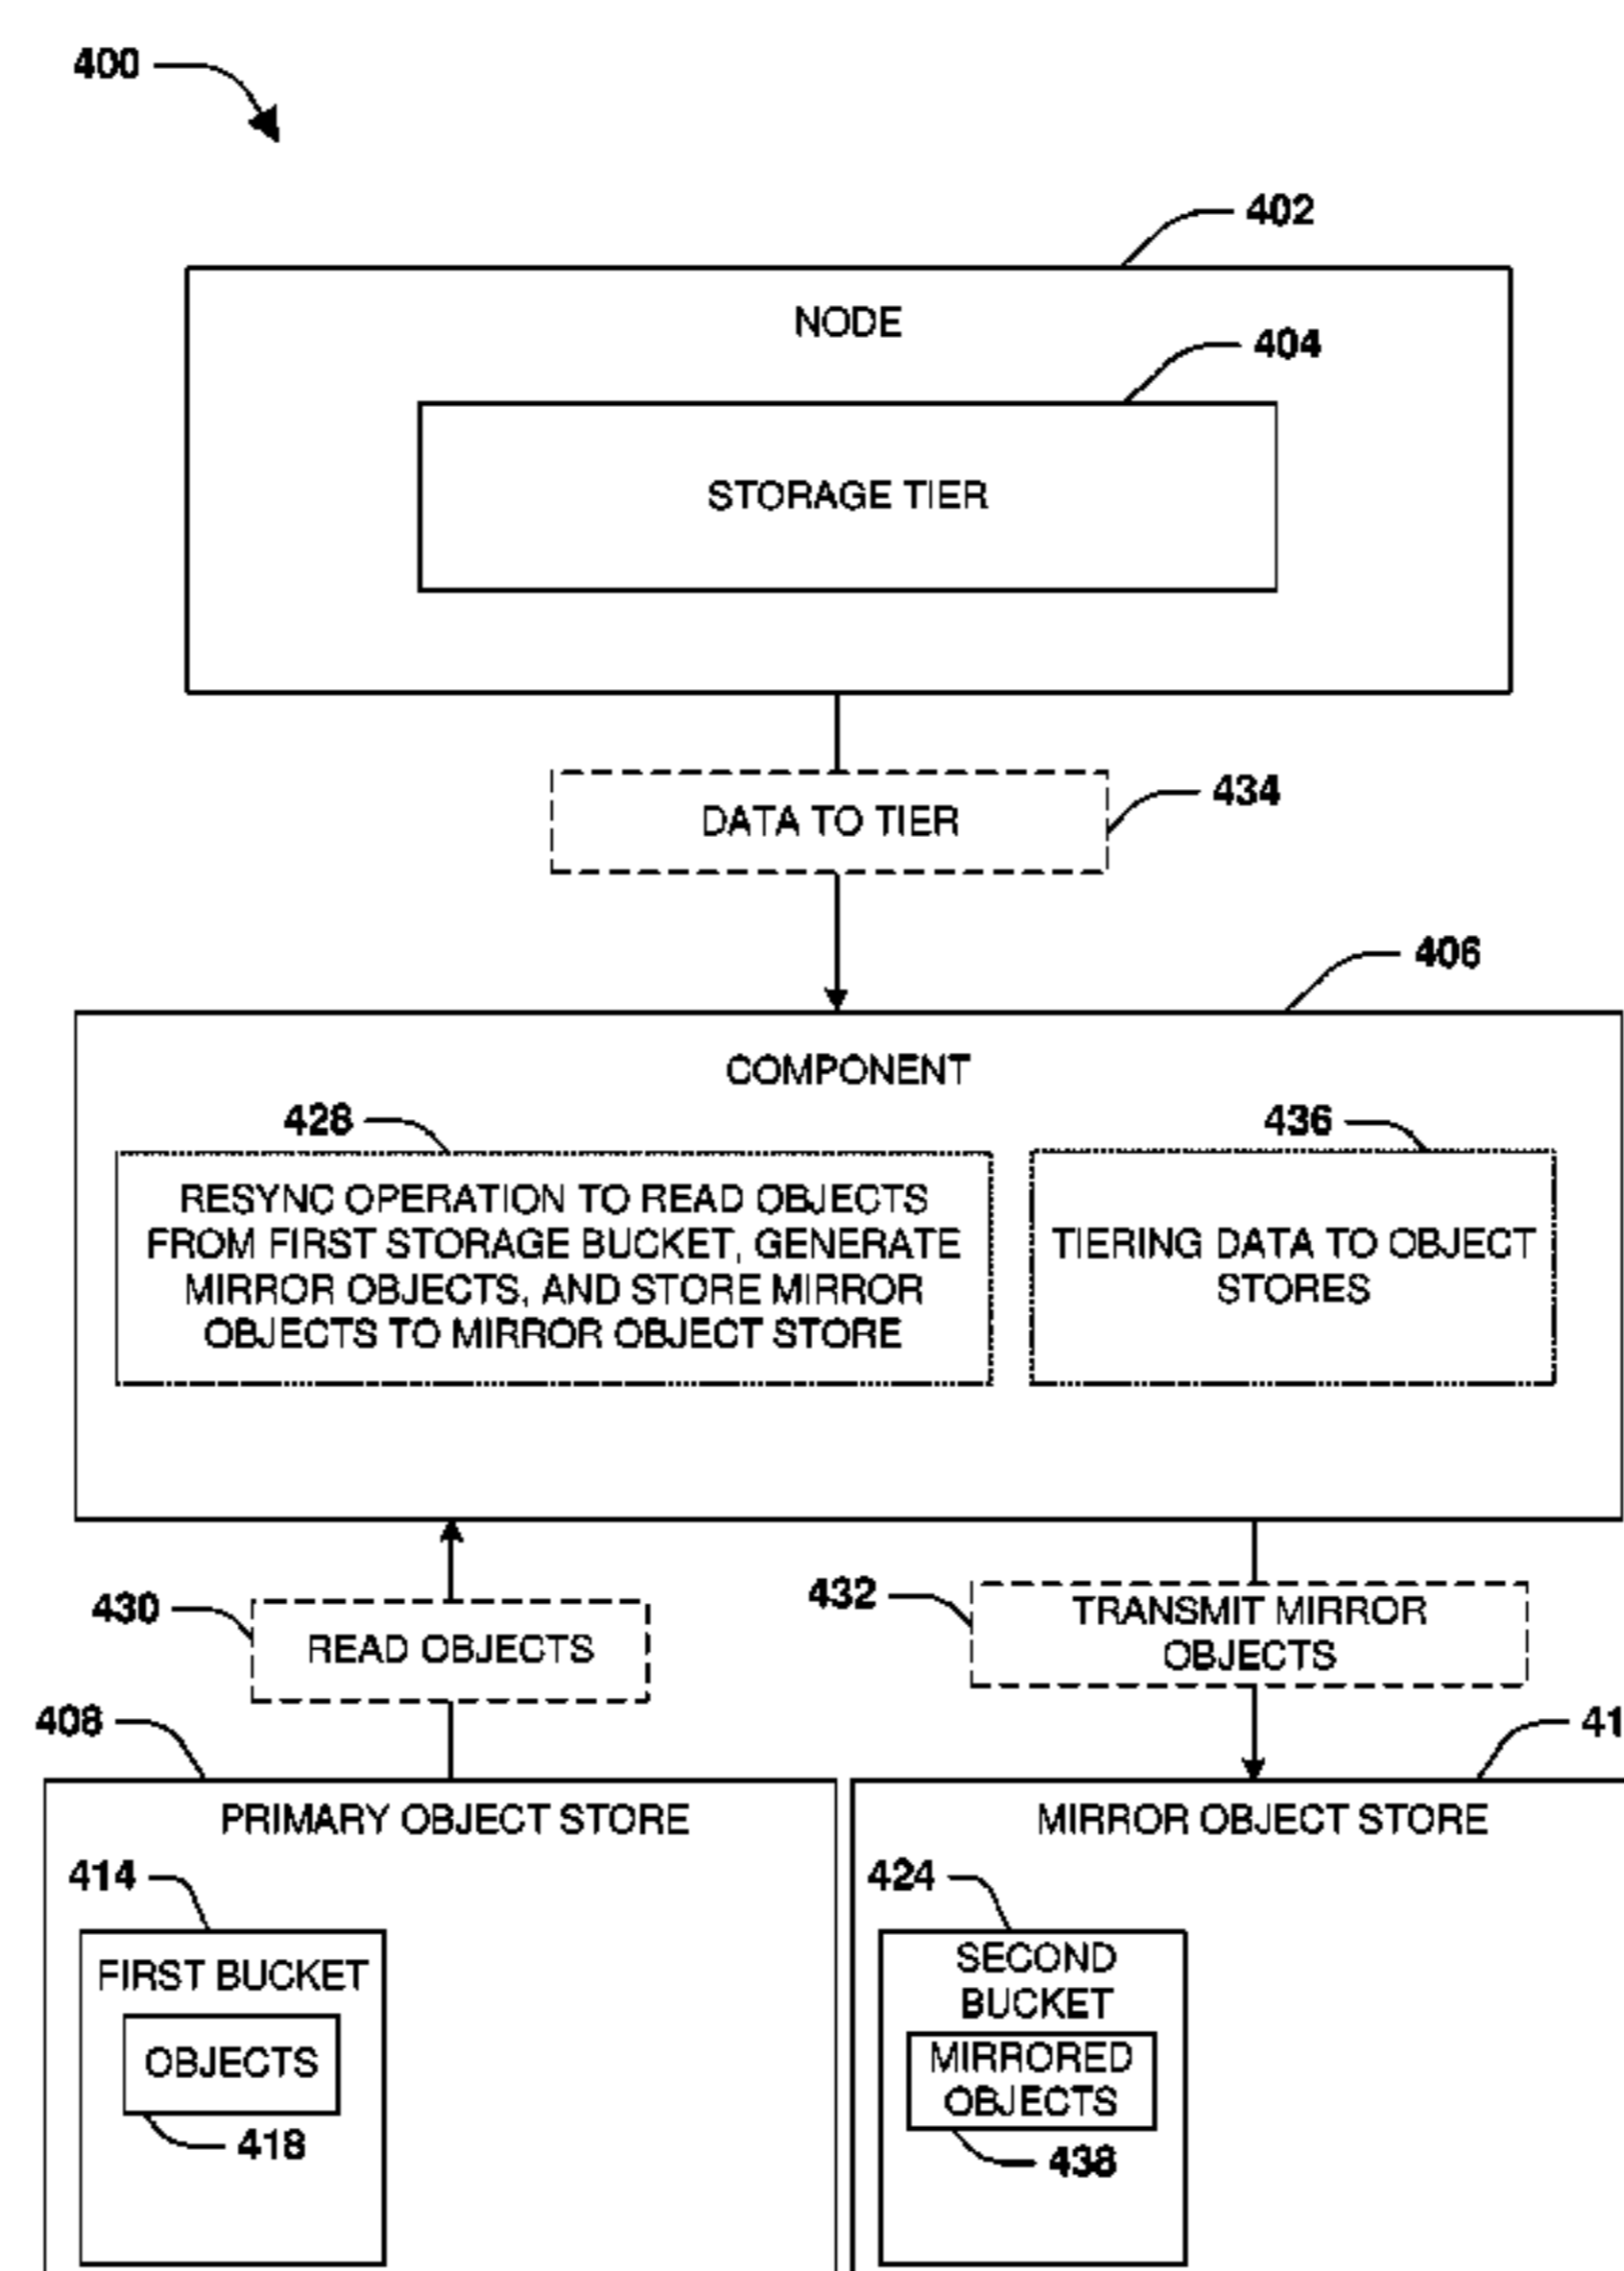 400
402
NODE
404
STORAGE TIER
DATA TO TIER
434
406
COMPONENT
428
436
RESYNC OPERATION TO READ OBJECTS
FROM FIRST STORAGE BUCKET, GENERATE
MIRROR OBJECTS, AND STORE MIRROR
OBJECTS TO MIRROR OBJECT STORE
TIERING DATA TO OBJECT
STORES
430
READ OBJECTS
432
TRANSMIT MIRROR
OBJECTS
408
41
PRIMARY OBJECT STORE
MIRROR OBJECT STORE
414
424
FIRST BUCKET
OBJECTS
418
SECOND
BUCKET
MIRRORED
OBJECTS
438